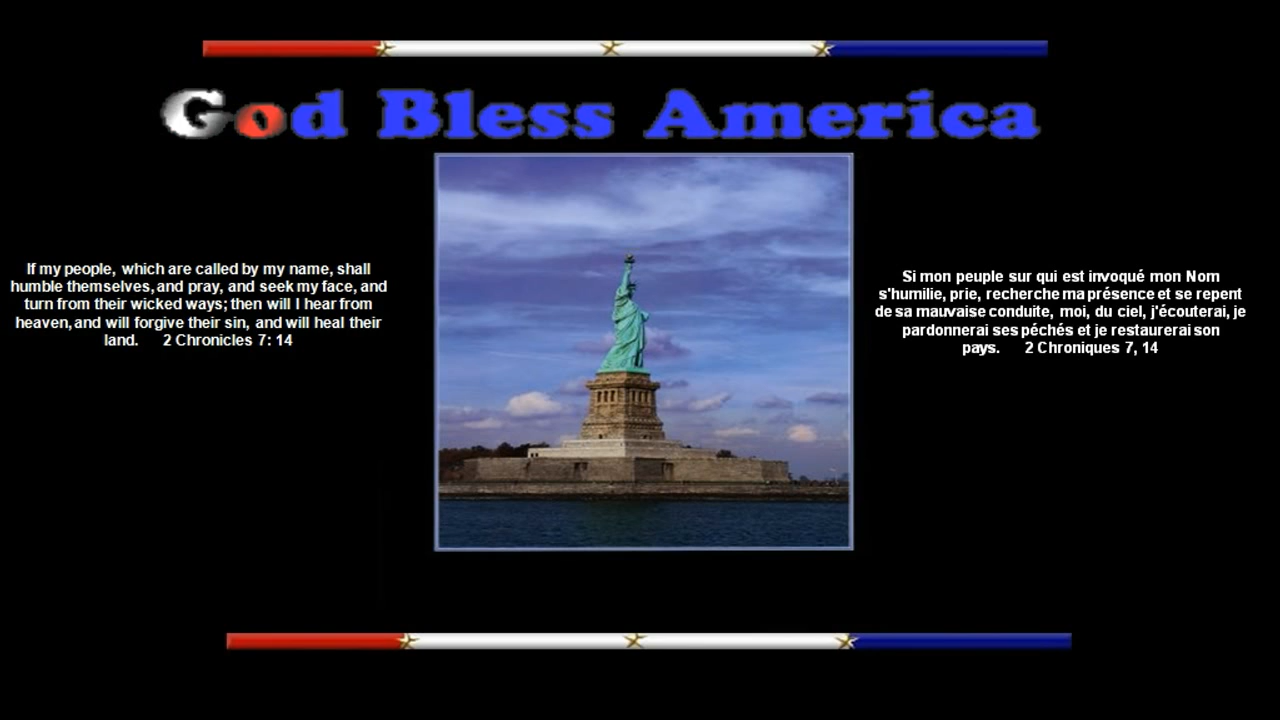 God Bless America
If my people, which are called by my name, shall
humble themselves, and pray, and seek my face, and
turn from their wicked ways; then will I hear from
heaven, and will forgive their sin, and will heal their
land. 2 Chronicles 7: 14
Si mon peuple sur qui est invoqué mon Nom
s'humilie, prie, recherche ma présence et se repent
de sa mauvaise conduite, moi, du ciel, j'écouterai, je
pardonnerai ses péchés et je restaurerai son
pays. 2 Chroniques 7, 14